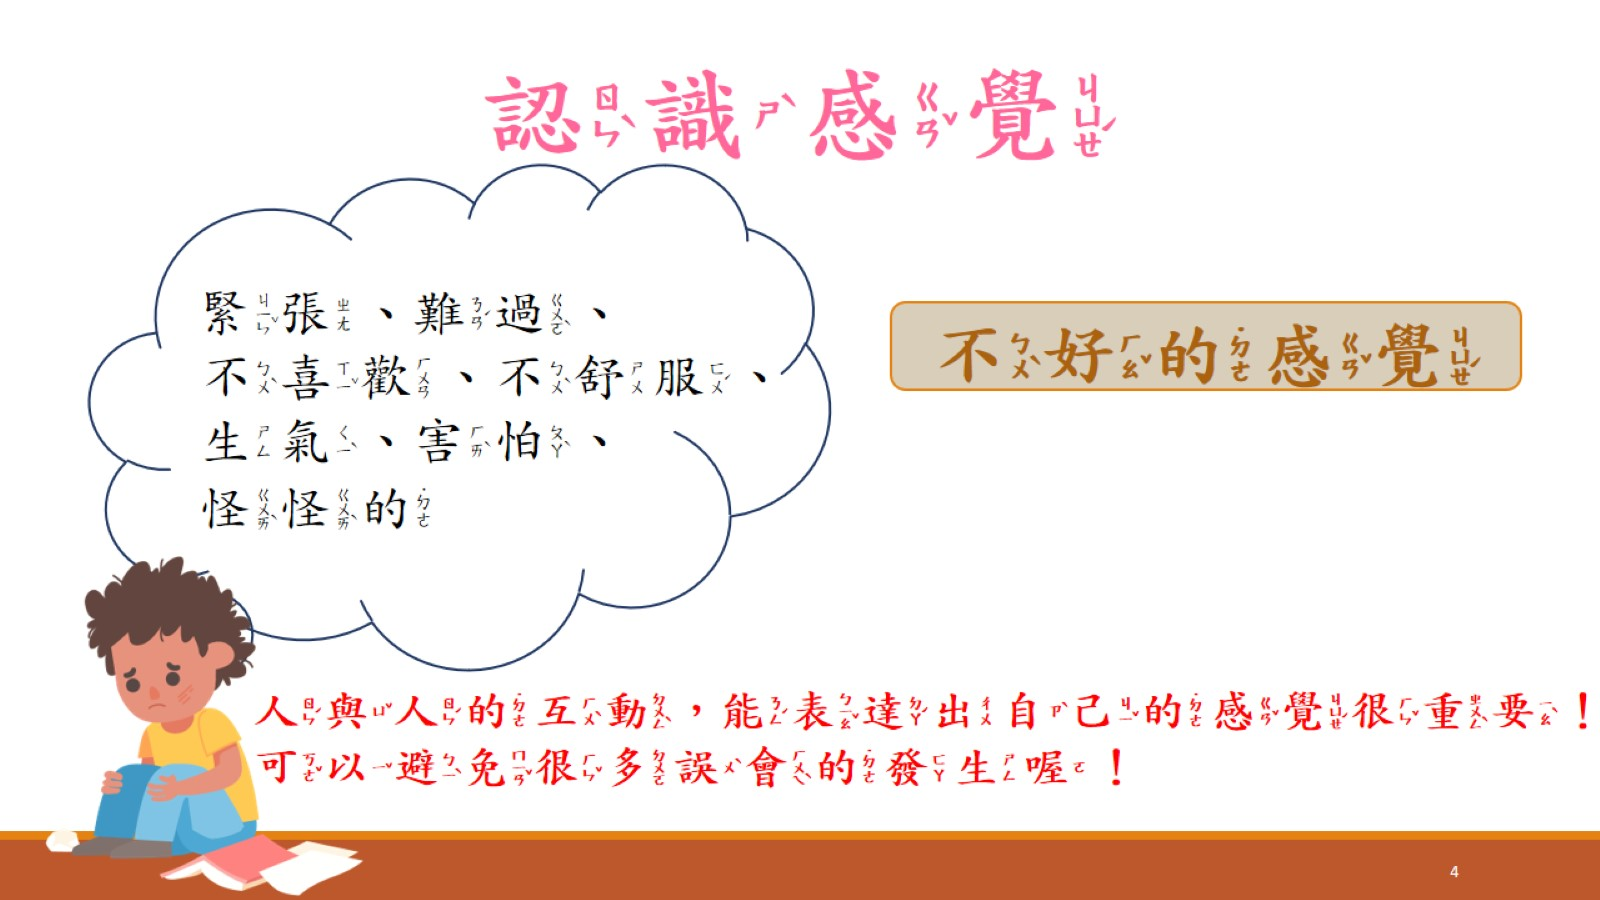 認識感覺
緊張、難過、
不喜歡、不舒服、
生氣、害怕、
怪怪的
不好的感覺
人與人的互動，能表達出自己的感覺很重要！
可以避免很多誤會的發生喔！
4